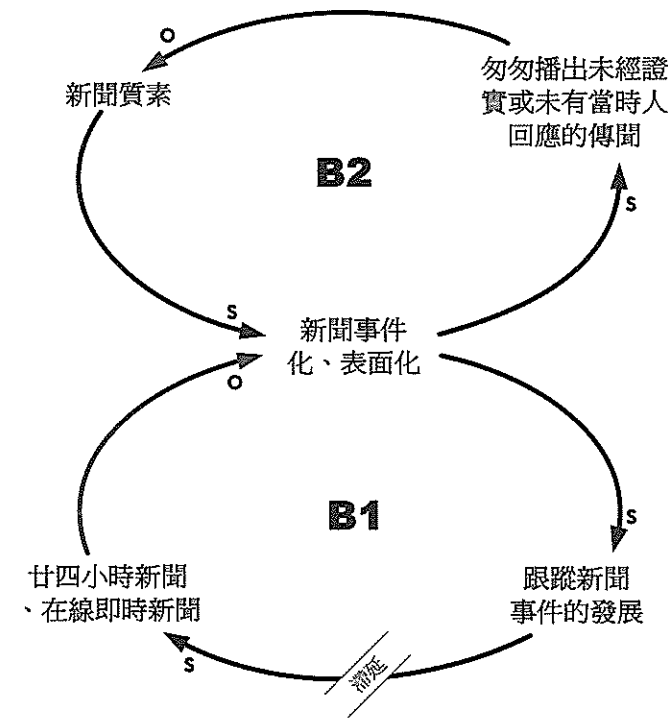 O
新聞質素
匆匆播出未經證
實或未有當時人
回應的傳聞
B2
S
S
新聞事件
化、表面化
O
B1
S
廿四小時新聞
、在線即時新聞
跟蹤新聞
事件的發展
S
滯延